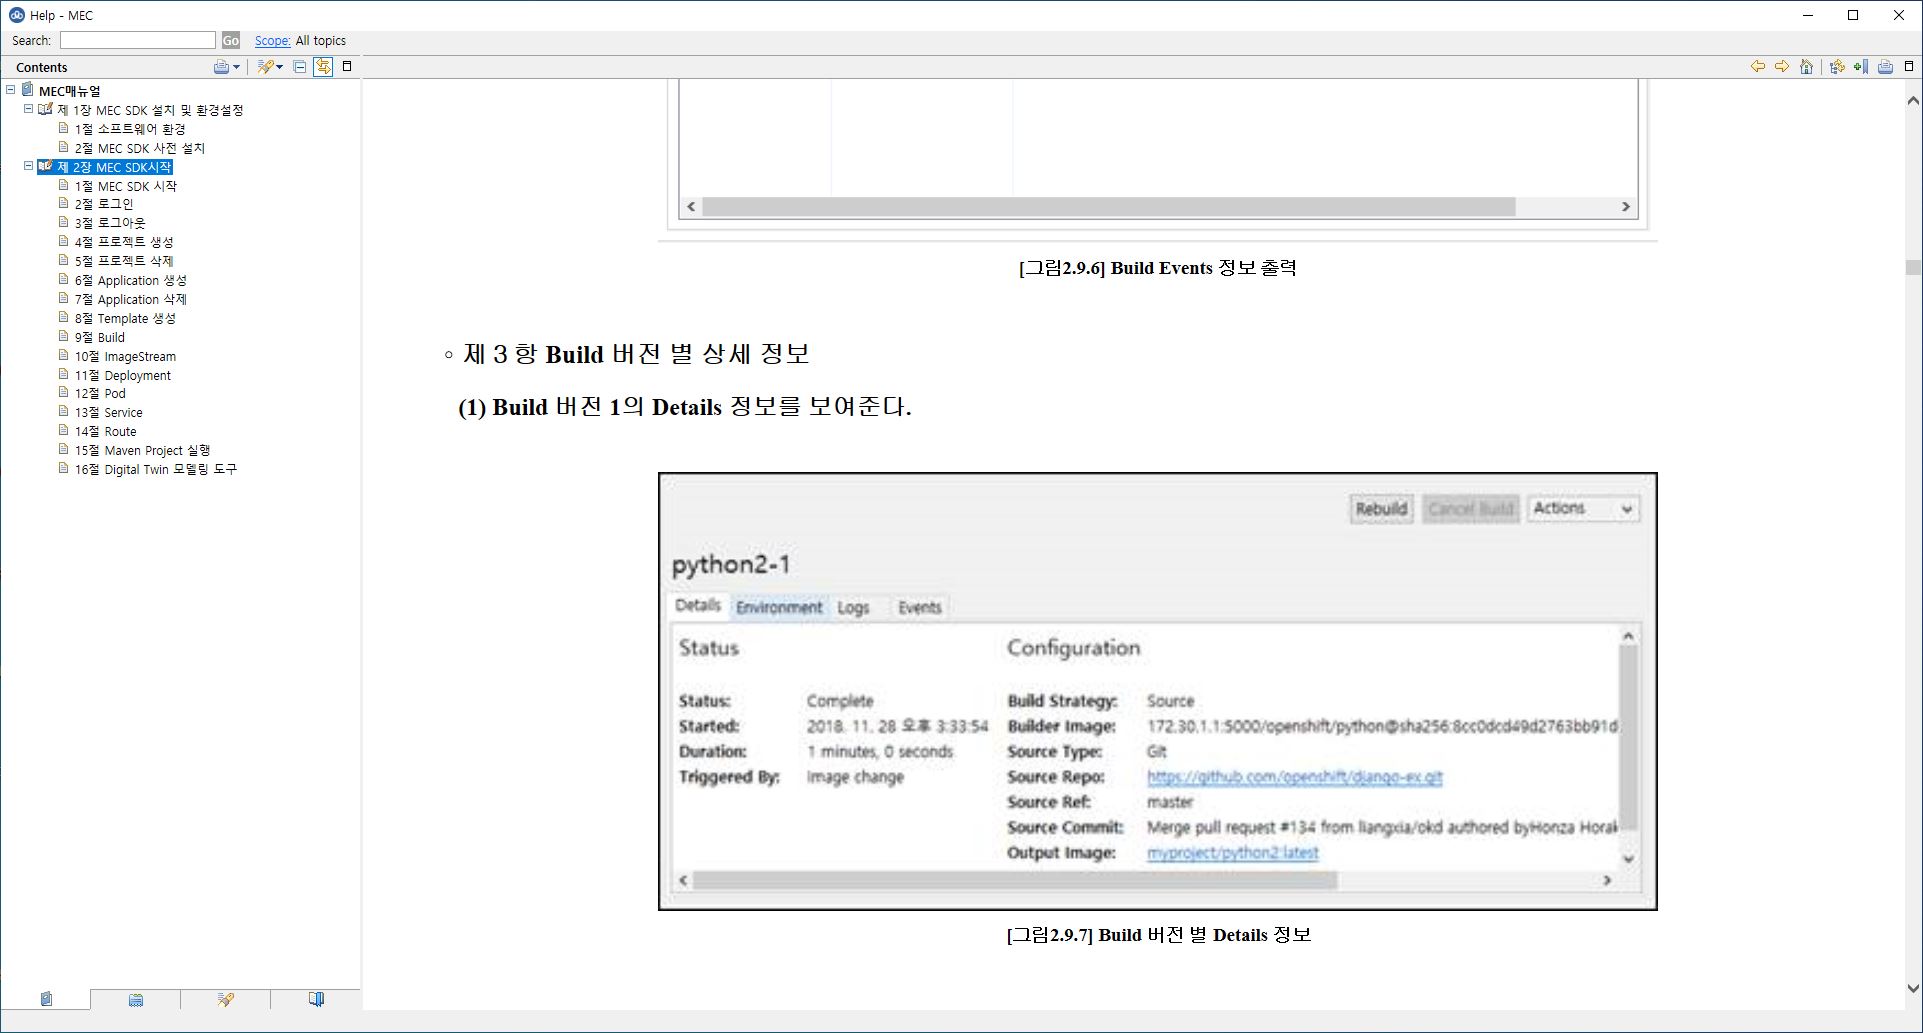 Help - MEC
Search:
Go
Scope: All topics
Contents
MEC매뉴얼
제 1장 MEC SDK 설치 및 환경설정
1절 소프트웨어 환경
2절 MEC SDK 사전 설치
제 2장 MEC SDK시작
1절 MEC SDK 시작
2절 로그인
3절 로그아웃
4절 프로젝트 생성
5절 프로젝트 삭제
6절 Application 생성
7절 Application 삭제
8절 Template 생성
9절 Build
10절 ImageStream
11절 Deployment
12절 Pod
13절 Service
14절 Route
15절 Maven Project 실행
16절 Digital Twin 모델링 도구
[그림2.9.6] Build Events 정보 출력
제 3 항 Build 버전 별 상세 정보
(1) Build 버전 1의 Details 정보를 보여준다.
Rebuild Cancel Build Actions
python2-1
Details Environment Logs Events
Status
Status: Complete
Started: 2018. 11. 28 오후 3:33:54
Duration: 1 minutes, 0 seconds
Triggered By: Image change
Configuration
Build Strategy: Source
Builder Image: 172.30.1.1:5000/openshift/python@sha256:8cc0dcd49d2763bb91d
Source Type: Git
Source Repo: https://github.com/openshift/django-ex.git
Source Ref: master
Source Commit: Merge pull request #134 from liangxia/okd authored byHonza Horak
Output Image: myproject/python2:latest
[그림2.9.7] Build 버전 별 Details 정보